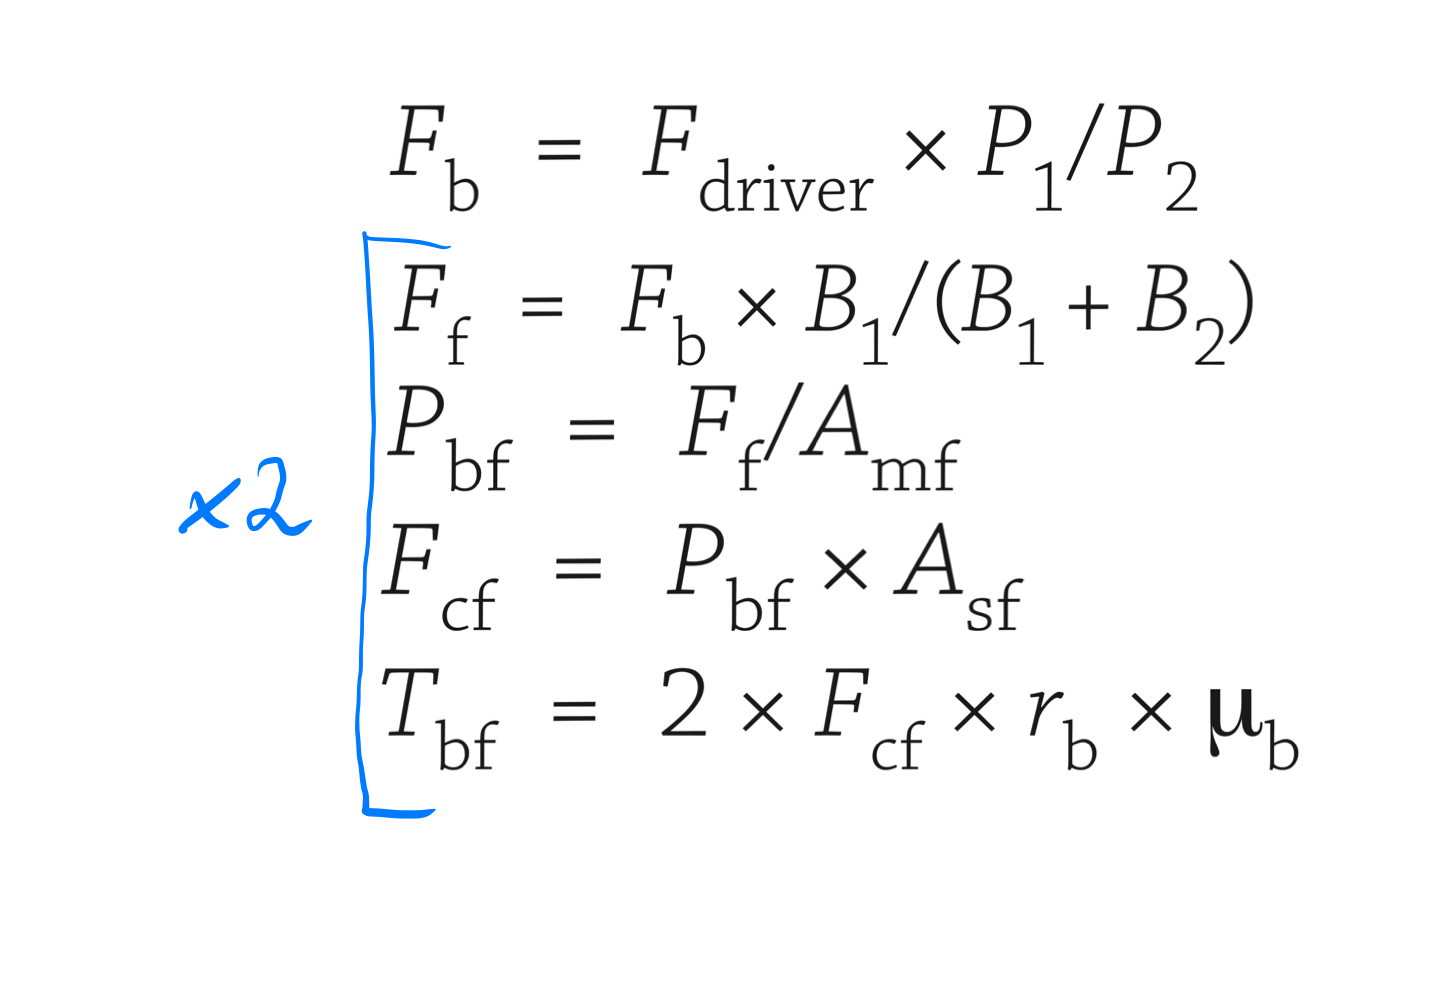 F_b = F_driver × P_1/P_2
F_f = F_b × B_1/(B_1 + B_2)
P_bf = F_f/A_mf
×2
F_cf = P_bf × A_sf
T_bf = 2 × F_cf × r_b × μ_b